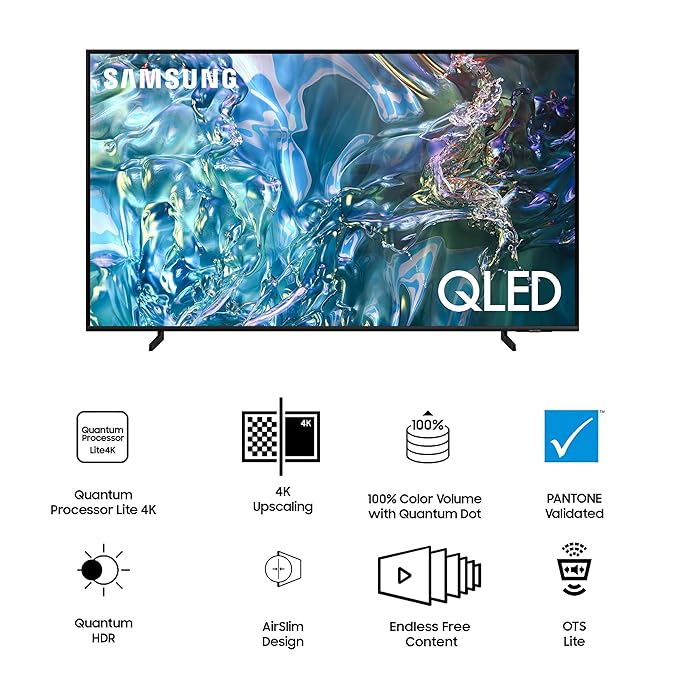 SAMSUNG
QLED
Quantum
Processor
Lite4K
4K
100%
™
Quantum
Processor Lite 4K
4K
Upscaling
100% Color Volume
with Quantum Dot
PANTONE
Validated
Quantum
HDR
AirSlim
Design
Endless Free
Content
OTS
Lite